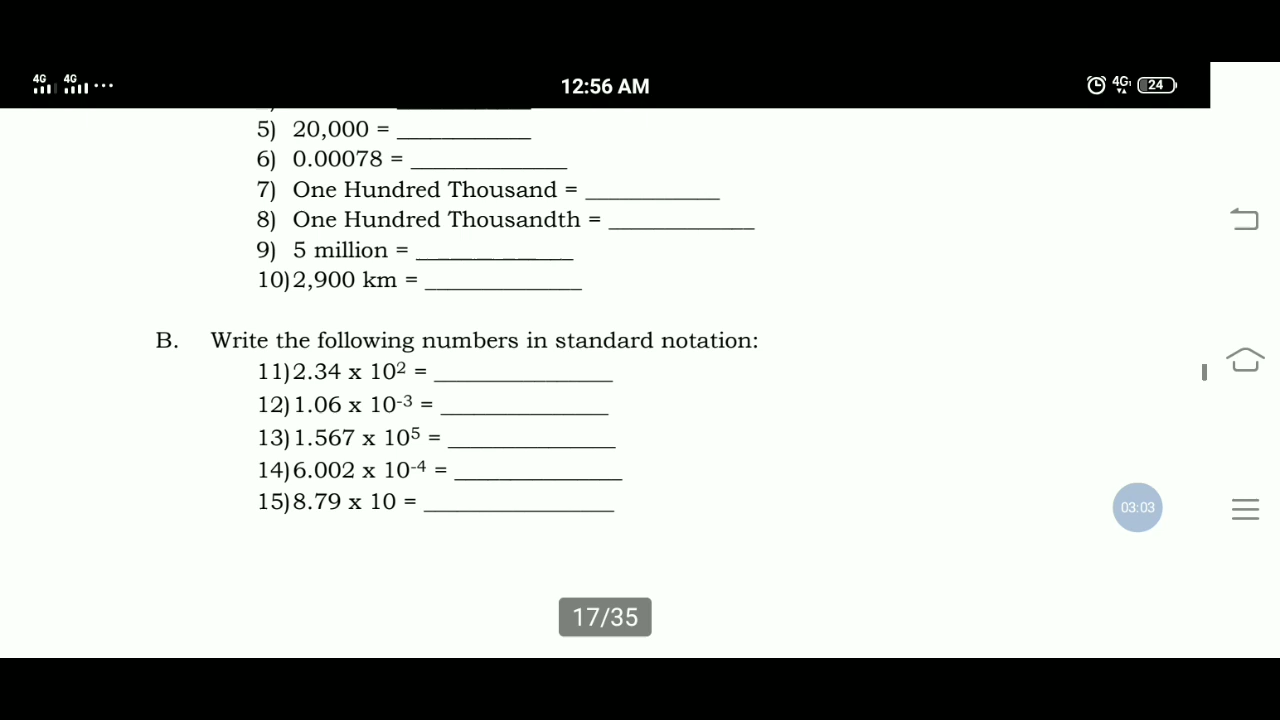 4G 4G 12:56 AM 4G 24
5) 20,000 = ____________
6) 0.00078 = ______________
7) One Hundred Thousand = ____________
8) One Hundred Thousandth = _____________
9) 5 million = ______________
10)2,900 km = ______________
B. Write the following numbers in standard notation:
11)2.34 x 10² = ________________
12)1.06 x 10⁻³ = _______________
13)1.567 x 10⁵ = _______________
14)6.002 x 10⁻⁴ = _______________
15)8.79 x 10 = _________________
03:03
17/35